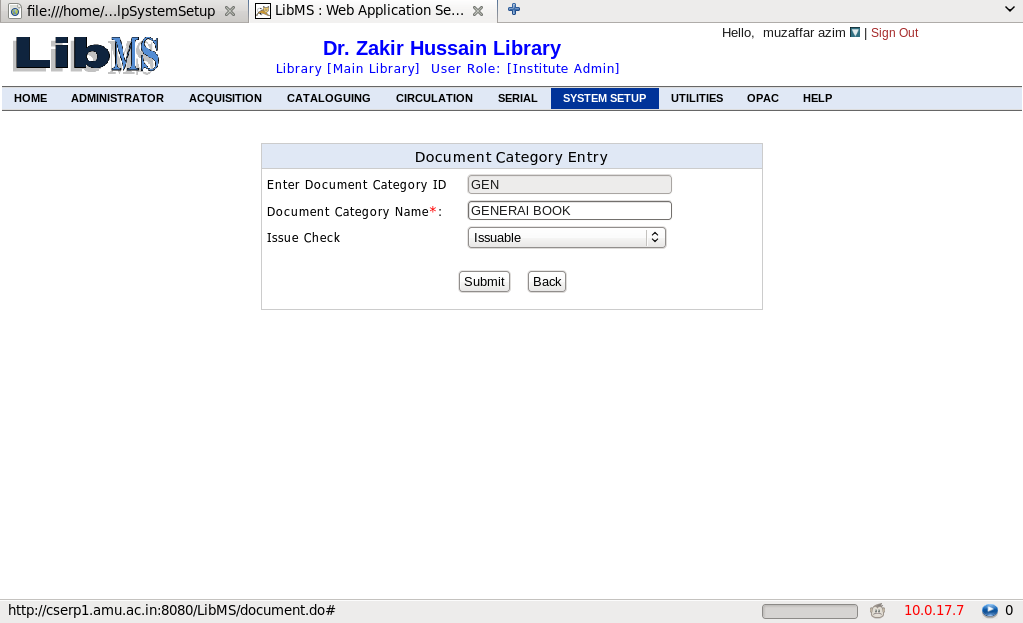 file:///home/...lpSystemSetup LibMS : Web Application Se...
Hello, muzaffar azim | Sign Out
LibMS
Dr. Zakir Hussain Library
Library [Main Library] User Role: [Institute Admin]
HOME ADMINISTRATOR ACQUISITION CATALOGUING CIRCULATION SERIAL SYSTEM SETUP UTILITIES OPAC HELP
Document Category Entry
Enter Document Category ID GEN
Document Category Name*: GENERAl BOOK
Issue Check Issuable
Submit Back
http://cserp1.amu.ac.in:8080/LibMS/document.do# 10.0.17.7 0